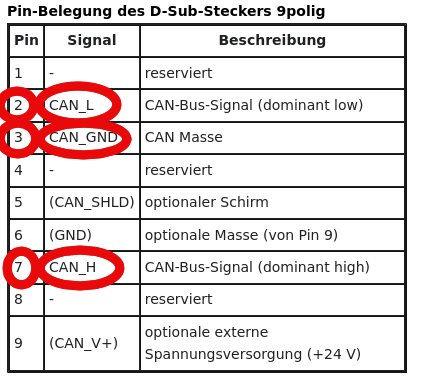 Pin-Belegung des D-Sub-Steckers 9polig
Pin Signal Beschreibung
1 - reserviert
2 CAN_L CAN-Bus-Signal (dominant low)
3 CAN_GND CAN Masse
4 - reserviert
5 (CAN_SHLD) optionaler Schirm
6 (GND) optionale Masse (von Pin 9)
7 CAN_H CAN-Bus-Signal (dominant high)
8 - reserviert
9 (CAN_V+) optionale externe
Spannungsversorgung (+24 V)